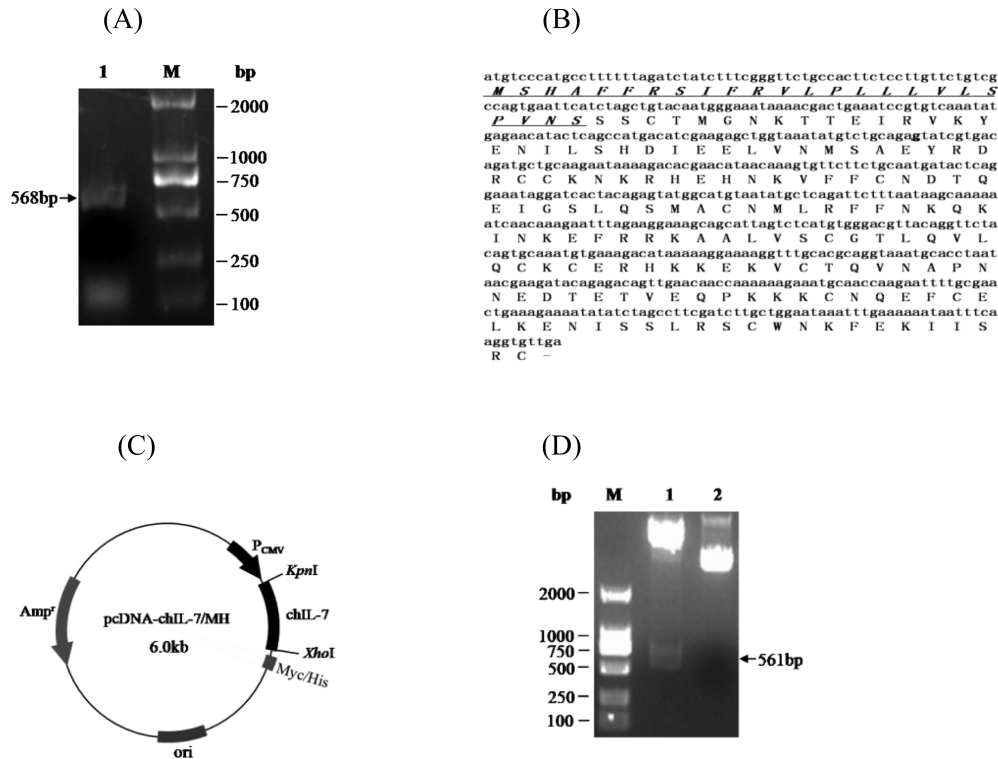 (A)
1 M bp
2000
1000
750
568bp
500
250
100
(B)
atgtcccatgccttttttagatctatctttcgggttctgccacttctccttgttctgtcg
M S H A F F R S I F R V L P L L L V L S
ccagtgaattcatctagctgtacaatgggaaataaaacgactgaaatccgtgtcaaatat
P V N S S S C T M G N K T T E I R V K Y
gagaacatactcagccatgacatcgaagagctggtaaatatgtctgcagagtatcgtgac
E N I L S H D I E E L V N M S A E Y R D
agatgctgcaagaataaaagacacgaacataacaaagtgttcttctgcaatgatactcag
R C C K N K R H E H N K V F F C N D T Q
gaaataggatcactacagagtatggcatgtaatatgctcagattctttaataagcaaaaa
E I G S L Q S M A C N M L R F F N K Q K
atcaacaaagaatttagaaggaaagcagcattagtctcatgtgggacgttacaggttcta
I N K E F R R K A A L V S C G T L Q V L
cagtgcaaatgtgaaagacataaaaaggaaaaggtttgcacgcaggtaaatgcacctaat
Q C K C E R H K K E K V C T Q V N A P N
aacgaagatacagagacagttgaacaaccaaaaaagaaatgcaaccaagaattttgcgaa
N E D T E T V E Q P K K K C N Q E F C E
ctgaaagaaaatatatctagccttcgatcttgctggaataaatttgaaaaaataatttca
L K E N I S S L R S C W N K F E K I I S
aggtgttga
R C –
(C)
PCMV
KpnI
chIL-7
XhoI
Myc/His
Ampr
pcDNA-chIL-7/MH
6.0kb
ori
(D)
bp M 1 2
2000
1000
750
561bp
500
250
100